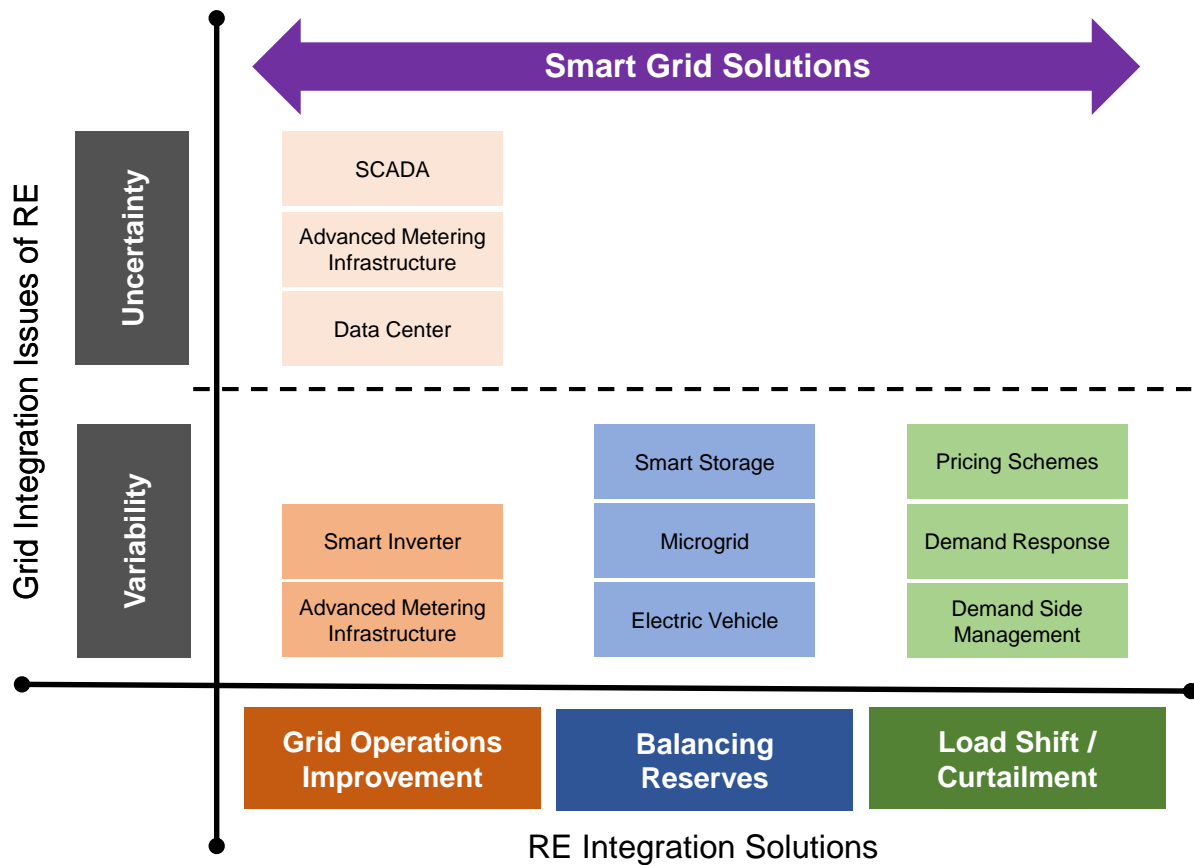 Smart Grid Solutions
Grid Integration Issues of RE
Uncertainty
SCADA
Advanced Metering
Infrastructure
Data Center
Variability
Smart Inverter
Advanced Metering
Infrastructure
Smart Storage
Microgrid
Electric Vehicle
Pricing Schemes
Demand Response
Demand Side
Management
Grid Operations
Improvement
Balancing
Reserves
Load Shift /
Curtailment
RE Integration Solutions